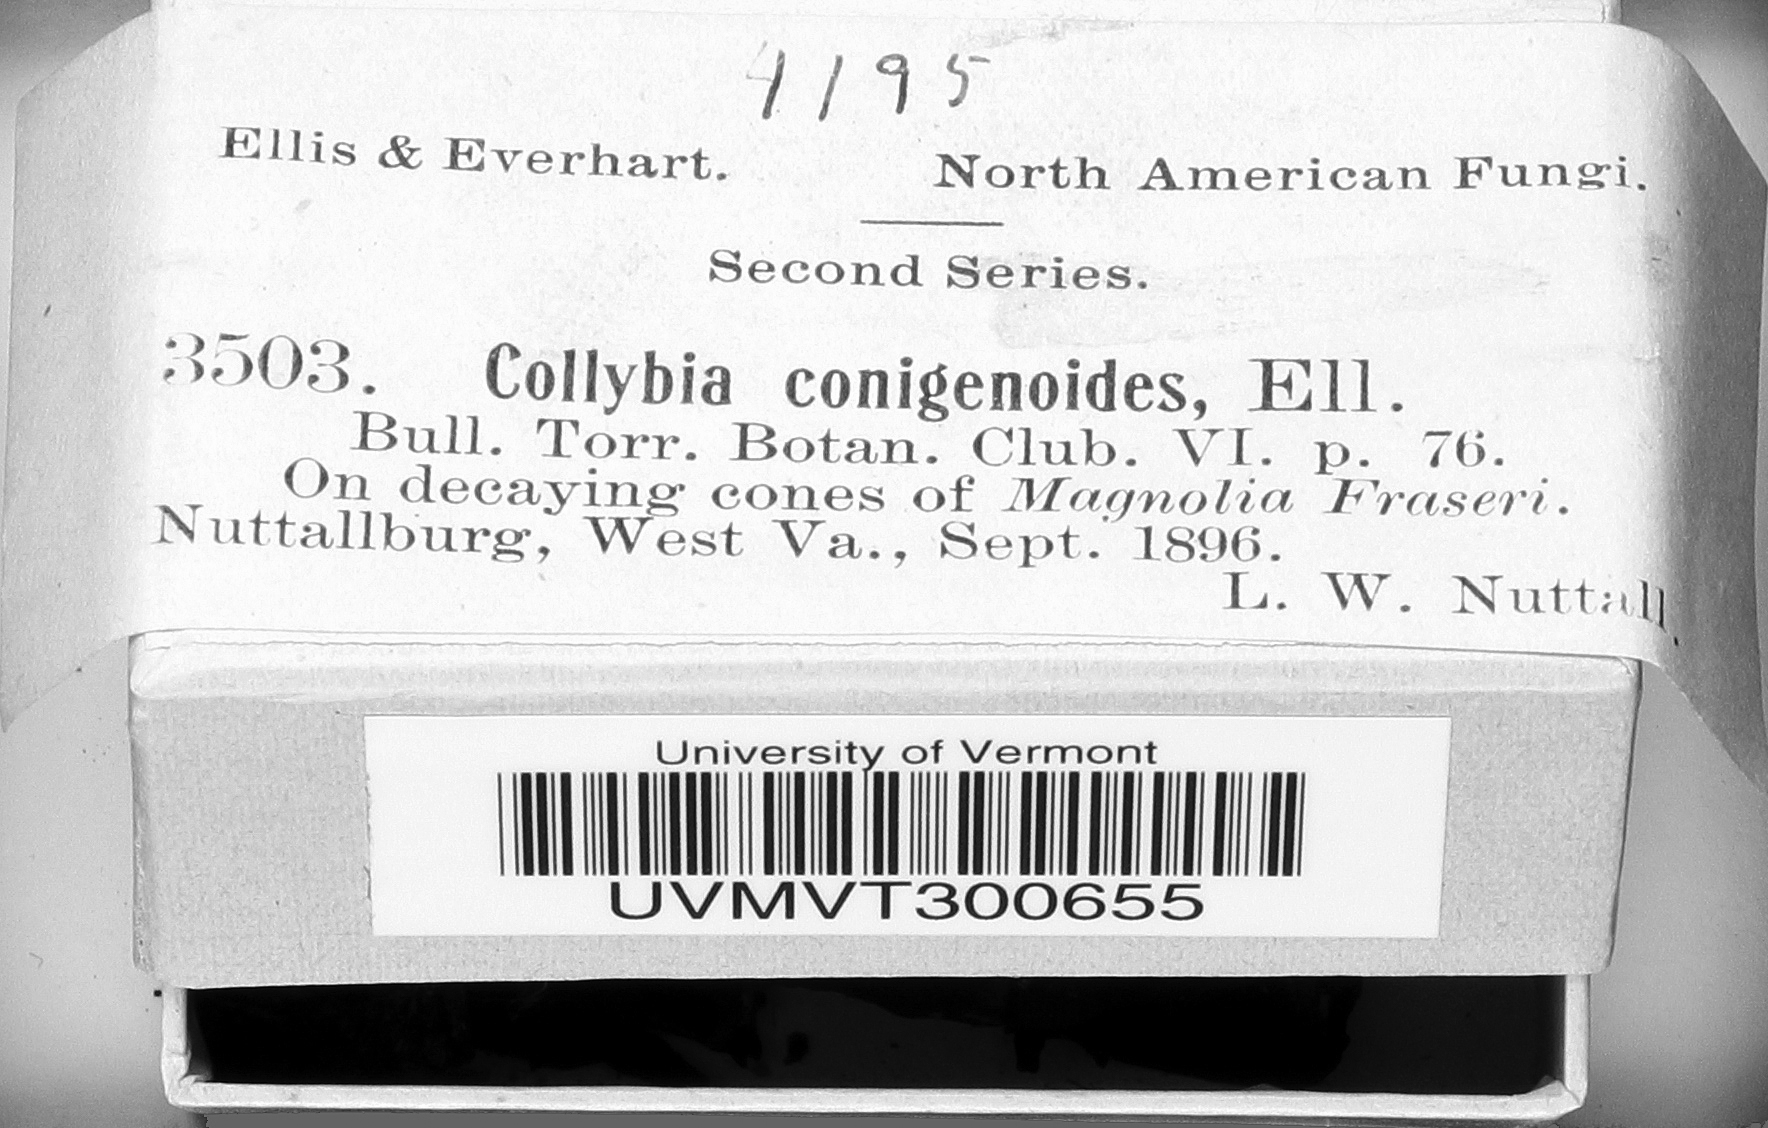 4195
Ellis & Everhart. North American Fungi.
Second Series.
3503. Collybia conigenoides, Ell.
Bull. Torr. Botan. Club. VI. p. 76.
On decaying cones of Magnolia Fraseri.
Nuttallburg, West Va., Sept. 1896.
L. W. Nuttall.
University of Vermont
UVMVT300655